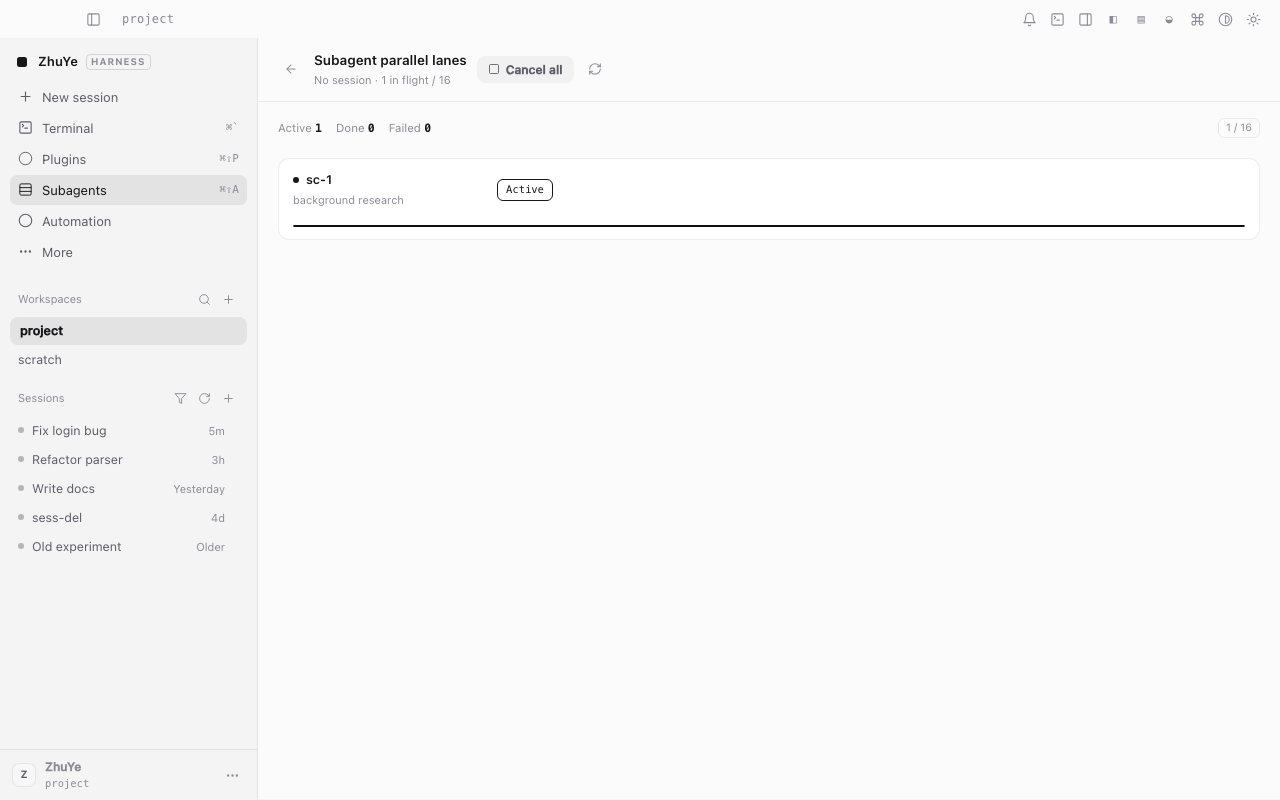 project
ZhuYe HARNESS
New session
Terminal ⌘`
Plugins ⌘⇧P
Subagents ⌘⇧A
Automation
More
Workspaces
project
scratch
Sessions
Fix login bug 5m
Refactor parser 3h
Write docs Yesterday
sess-del 4d
Old experiment Older
Z ZhuYe
project
Subagent parallel lanes
No session · 1 in flight / 16
Cancel all
Active 1 Done 0 Failed 0 1 / 16
sc-1
background research
Active